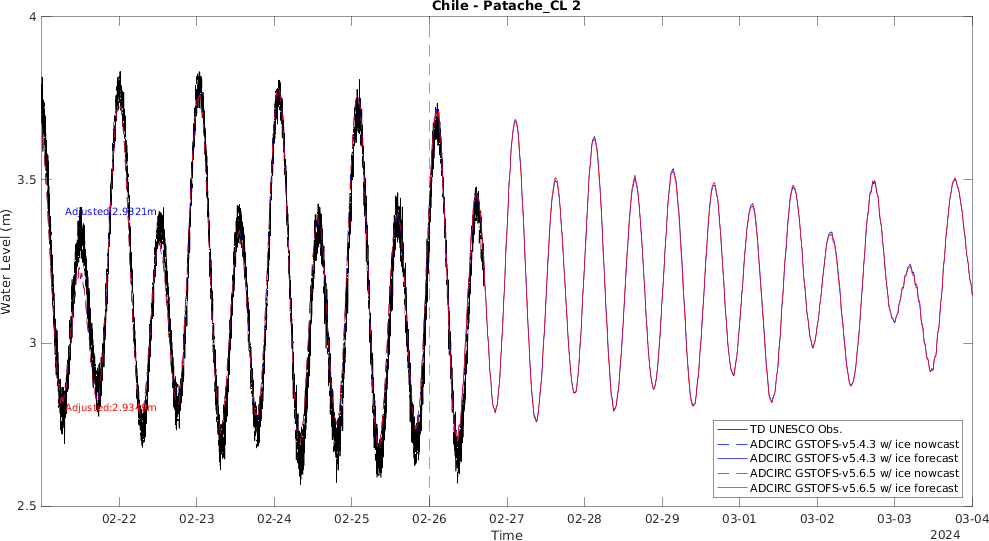 Chile - Patache_CL 2
4
3.5
3
2.5
Water Level (m)
Adjusted:2.9321m
Adjusted:2.9349m
TD UNESCO Obs.
ADCIRC GSTOFS-v5.4.3 w/ ice nowcast
ADCIRC GSTOFS-v5.4.3 w/ ice forecast
ADCIRC GSTOFS-v5.6.5 w/ ice nowcast
ADCIRC GSTOFS-v5.6.5 w/ ice forecast
02-22 02-23 02-24 02-25 02-26 02-27 02-28 02-29 03-01 03-02 03-03 03-04
Time
2024